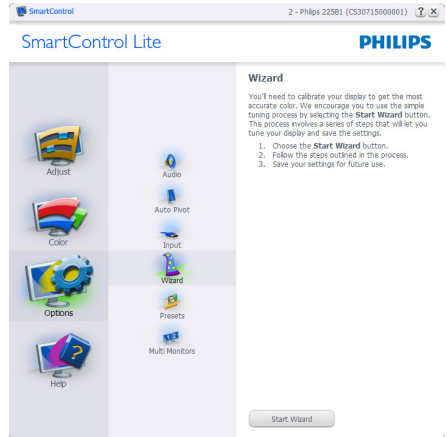 SmartControl
2 - Philips 225B1 (CS30715000001)
SmartControl Lite
PHILIPS
Adjust
Color
Options
Help
Audio
Auto Pivot
Input
Wizard
Presets
Multi Monitors
Wizard
You'll need to calibrate your display to get the most
accurate color. We encourage you to use the simple
tuning process by selecting the Start Wizard button.
This process involves a series of steps that will let you
tune your display and save the settings.
1. Choose the Start Wizard button.
2. Follow the steps outlined in this process.
3. Save your settings for future use.
Start Wizard